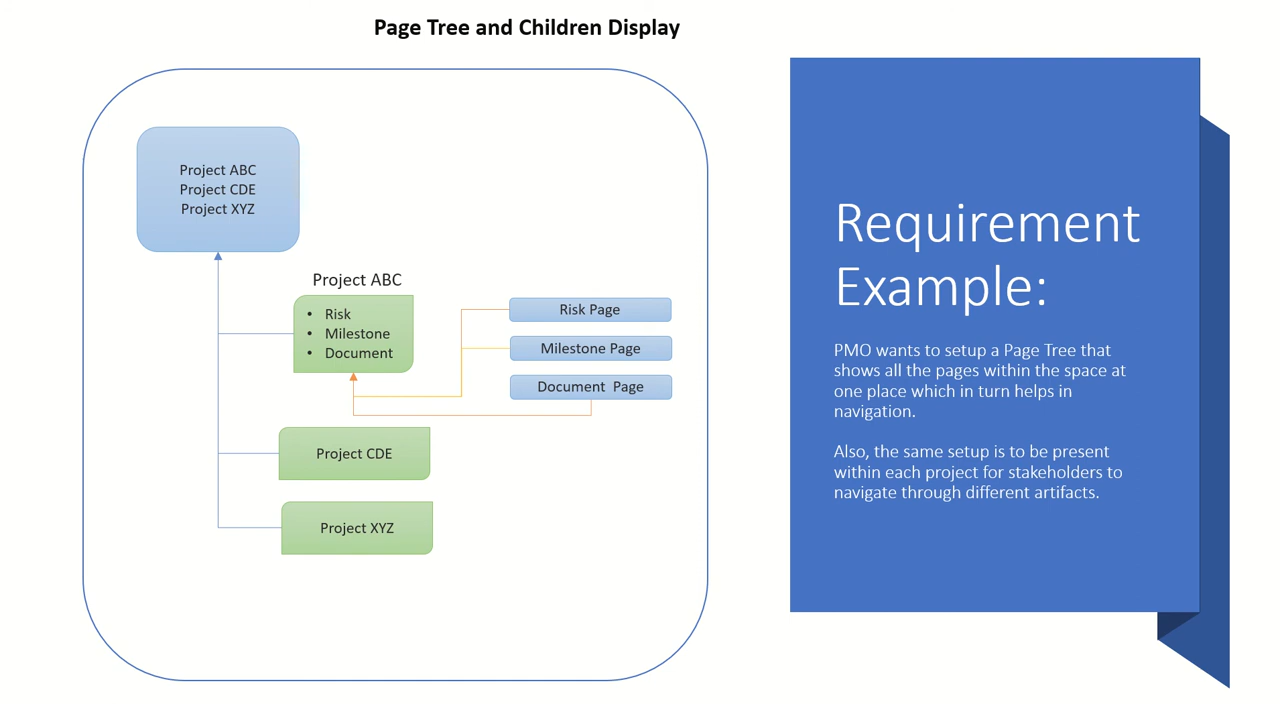 Page Tree and Children Display
Project ABC
Project CDE
Project XYZ
Project ABC
• Risk
• Milestone
• Document
Risk Page
Milestone Page
Document  Page
Project CDE
Project XYZ
Requirement
Example:
PMO wants to setup a Page Tree that
shows all the pages within the space at
one place which in turn helps in
navigation.
Also, the same setup is to be present
within each project for stakeholders to
navigate through different artifacts.